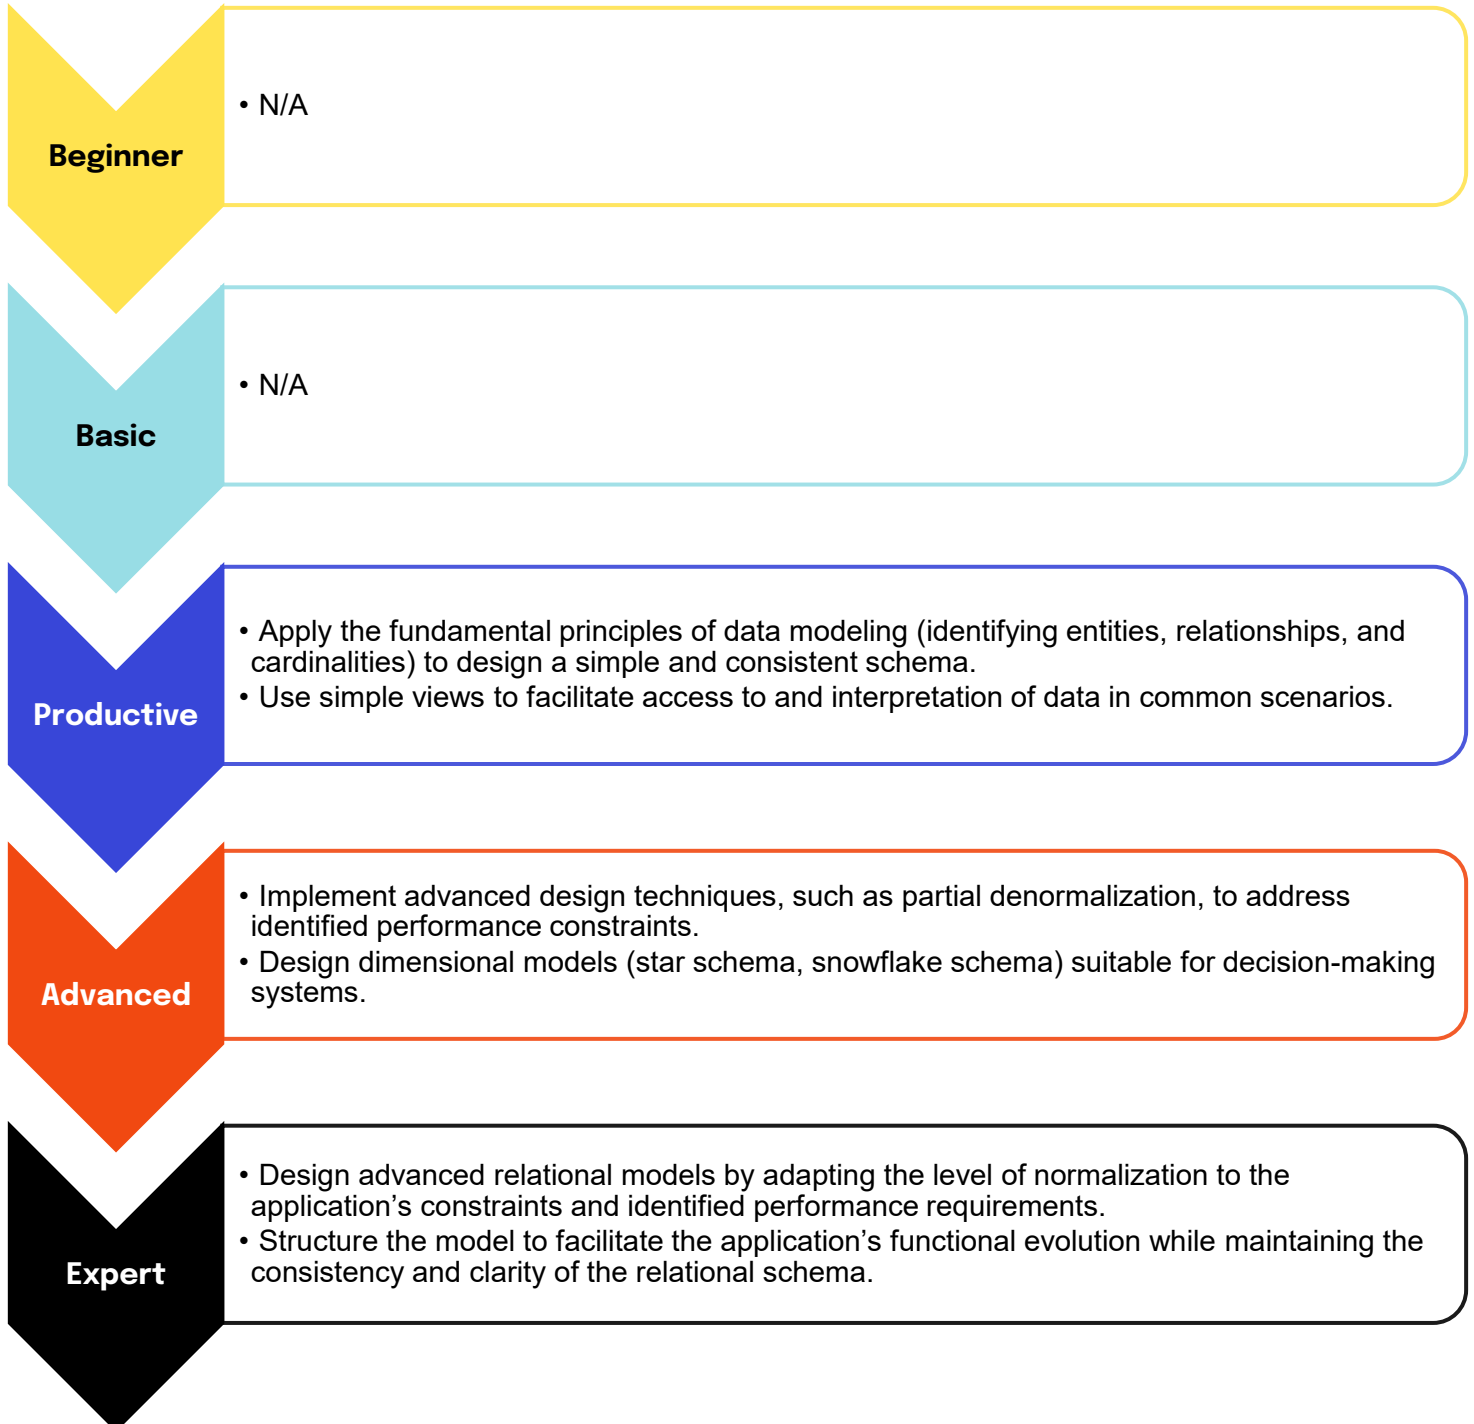 Beginner
• N/A
Basic
• N/A
Productive
• Apply the fundamental principles of data modeling (identifying entities, relationships, and
cardinalities) to design a simple and consistent schema.
• Use simple views to facilitate access to and interpretation of data in common scenarios.
Advanced
• Implement advanced design techniques, such as partial denormalization, to address
identified performance constraints.
• Design dimensional models (star schema, snowflake schema) suitable for decision-making
systems.
Expert
• Design advanced relational models by adapting the level of normalization to the
application’s constraints and identified performance requirements.
• Structure the model to facilitate the application’s functional evolution while maintaining the
consistency and clarity of the relational schema.